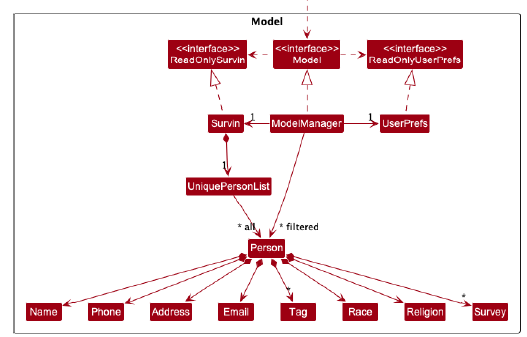 Model
<<interface>>
ReadOnlySurvin
<<interface>>
Model
<<interface>>
ReadOnlyUserPrefs
Survin
1
ModelManager
1
UserPrefs
1
UniquePersonList
* all
* filtered
Person
*
*
Name
Phone
Address
Email
Tag
Race
Religion
Survey